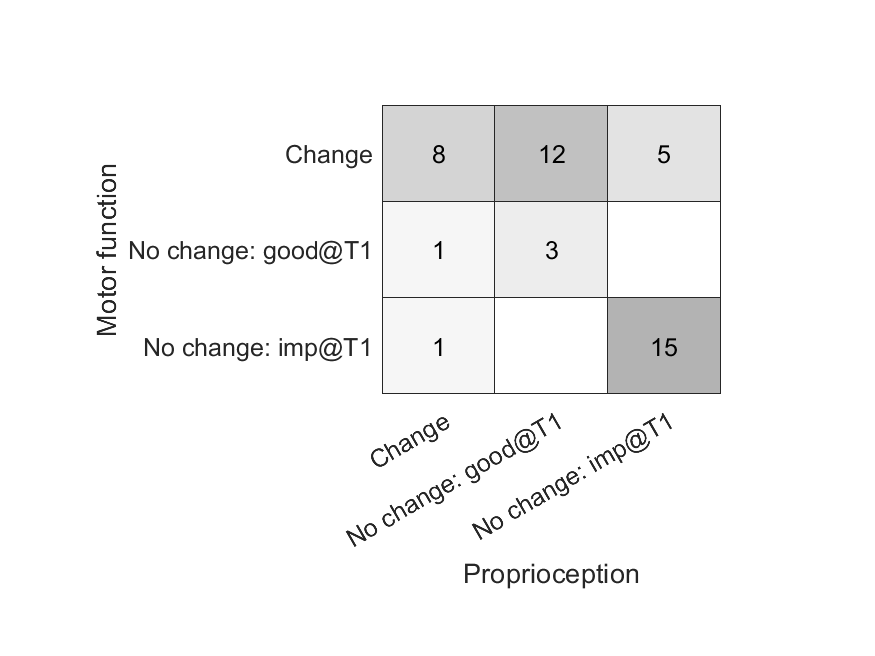 Motor function
Change 8 12 5
No change: good@T1 1 3
No change: imp@T1 1 15
Change
No change: good@T1
No change: imp@T1
Proprioception